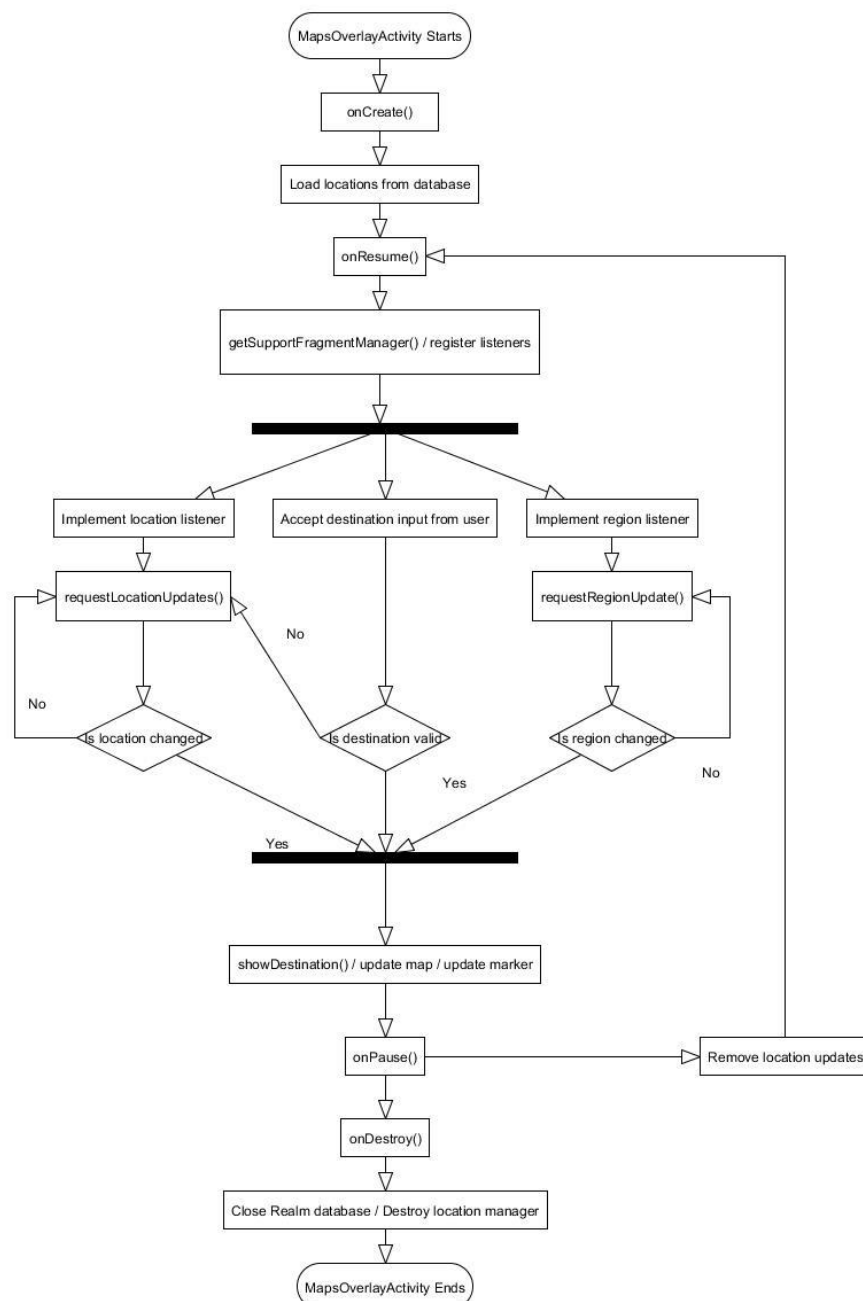 MapsOverlayActivity Starts
onCreate()
Load locations from database
onResume()
getSupportFragmentManager() / register listeners
Implement location listener
Accept destination input from user
Implement region listener
requestLocationUpdates()
requestRegionUpdate()
No
No
Is location changed
Is destination valid
Is region changed
Yes
No
Yes
showDestination() / update map / update marker
onPause()
Remove location updates
onDestroy()
Close Realm database / Destroy location manager
MapsOverlayActivity Ends